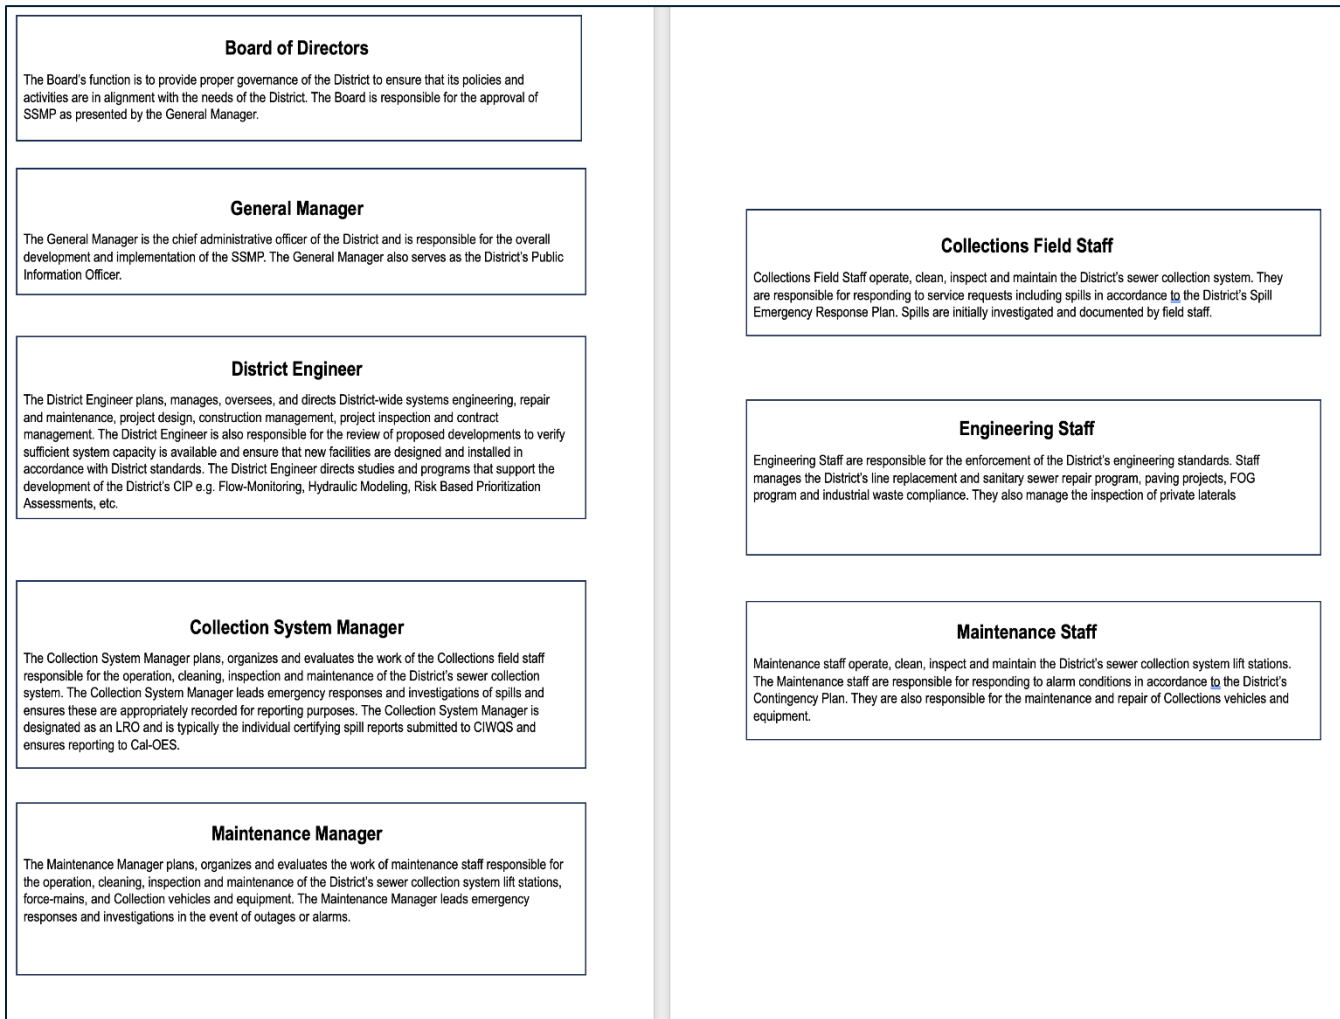 Board of Directors
The Board's function is to provide proper governance of the District to ensure that its policies and
activities are in alignment with the needs of the District. The Board is responsible for the approval of
SSMP as presented by the General Manager.
General Manager
The General Manager is the chief administrative officer of the District and is responsible for the overall
development and implementation of the SSMP. The General Manager also serves as the District's Public
Information Officer.
District Engineer
The District Engineer plans, manages, oversees, and directs District-wide systems engineering, repair
and maintenance, project design, construction management, project inspection and contract
management. The District Engineer is also responsible for the review of proposed developments to verify
sufficient system capacity is available and ensure that new facilities are designed and installed in
accordance with District standards. The District Engineer directs studies and programs that support the
development of the District's CIP e.g. Flow-Monitoring, Hydraulic Modeling, Risk Based Prioritization
Assessments, etc.
Collection System Manager
The Collection System Manager plans, organizes and evaluates the work of the Collections field staff
responsible for the operation, cleaning, inspection and maintenance of the District's sewer collection
system. The Collection System Manager leads emergency responses and investigations of spills and
ensures these are appropriately recorded for reporting purposes. The Collection System Manager is
designated as an LRO and is typically the individual certifying spill reports submitted to CIWQS and
ensures reporting to Cal-OES.
Maintenance Manager
The Maintenance Manager plans, organizes and evaluates the work of maintenance staff responsible for
the operation, cleaning, inspection and maintenance of the District's sewer collection system lift stations,
force-mains, and Collection vehicles and equipment. The Maintenance Manager leads emergency
responses and investigations in the event of outages or alarms.
Collections Field Staff
Collections Field Staff operate, clean, inspect and maintain the District's sewer collection system. They
are responsible for responding to service requests including spills in accordance to the District's Spill
Emergency Response Plan. Spills are initially investigated and documented by field staff.
Engineering Staff
Engineering Staff are responsible for the enforcement of the District's engineering standards. Staff
manages the District's line replacement and sanitary sewer repair program, paving projects, FOG
program and industrial waste compliance. They also manage the inspection of private laterals
Maintenance Staff
Maintenance staff operate, clean, inspect and maintain the District's sewer collection system lift stations.
The Maintenance staff are responsible for responding to alarm conditions in accordance to the District's
Contingency Plan. They are also responsible for the maintenance and repair of Collections vehicles and
equipment.